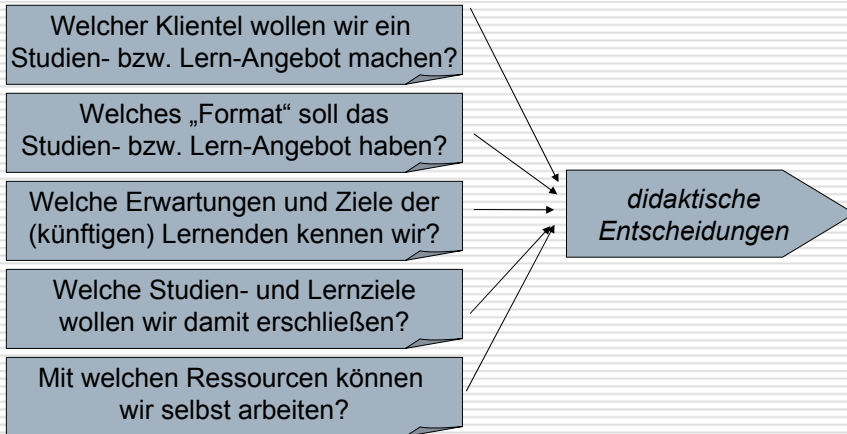 Welcher Klientel wollen wir ein
Studien- bzw. Lern-Angebot machen?
Welches „Format“ soll das
Studien- bzw. Lern-Angebot haben?
Welche Erwartungen und Ziele der
(künftigen) Lernenden kennen wir?
Welche Studien- und Lernziele
wollen wir damit erschließen?
Mit welchen Ressourcen können
wir selbst arbeiten?
didaktische
Entscheidungen